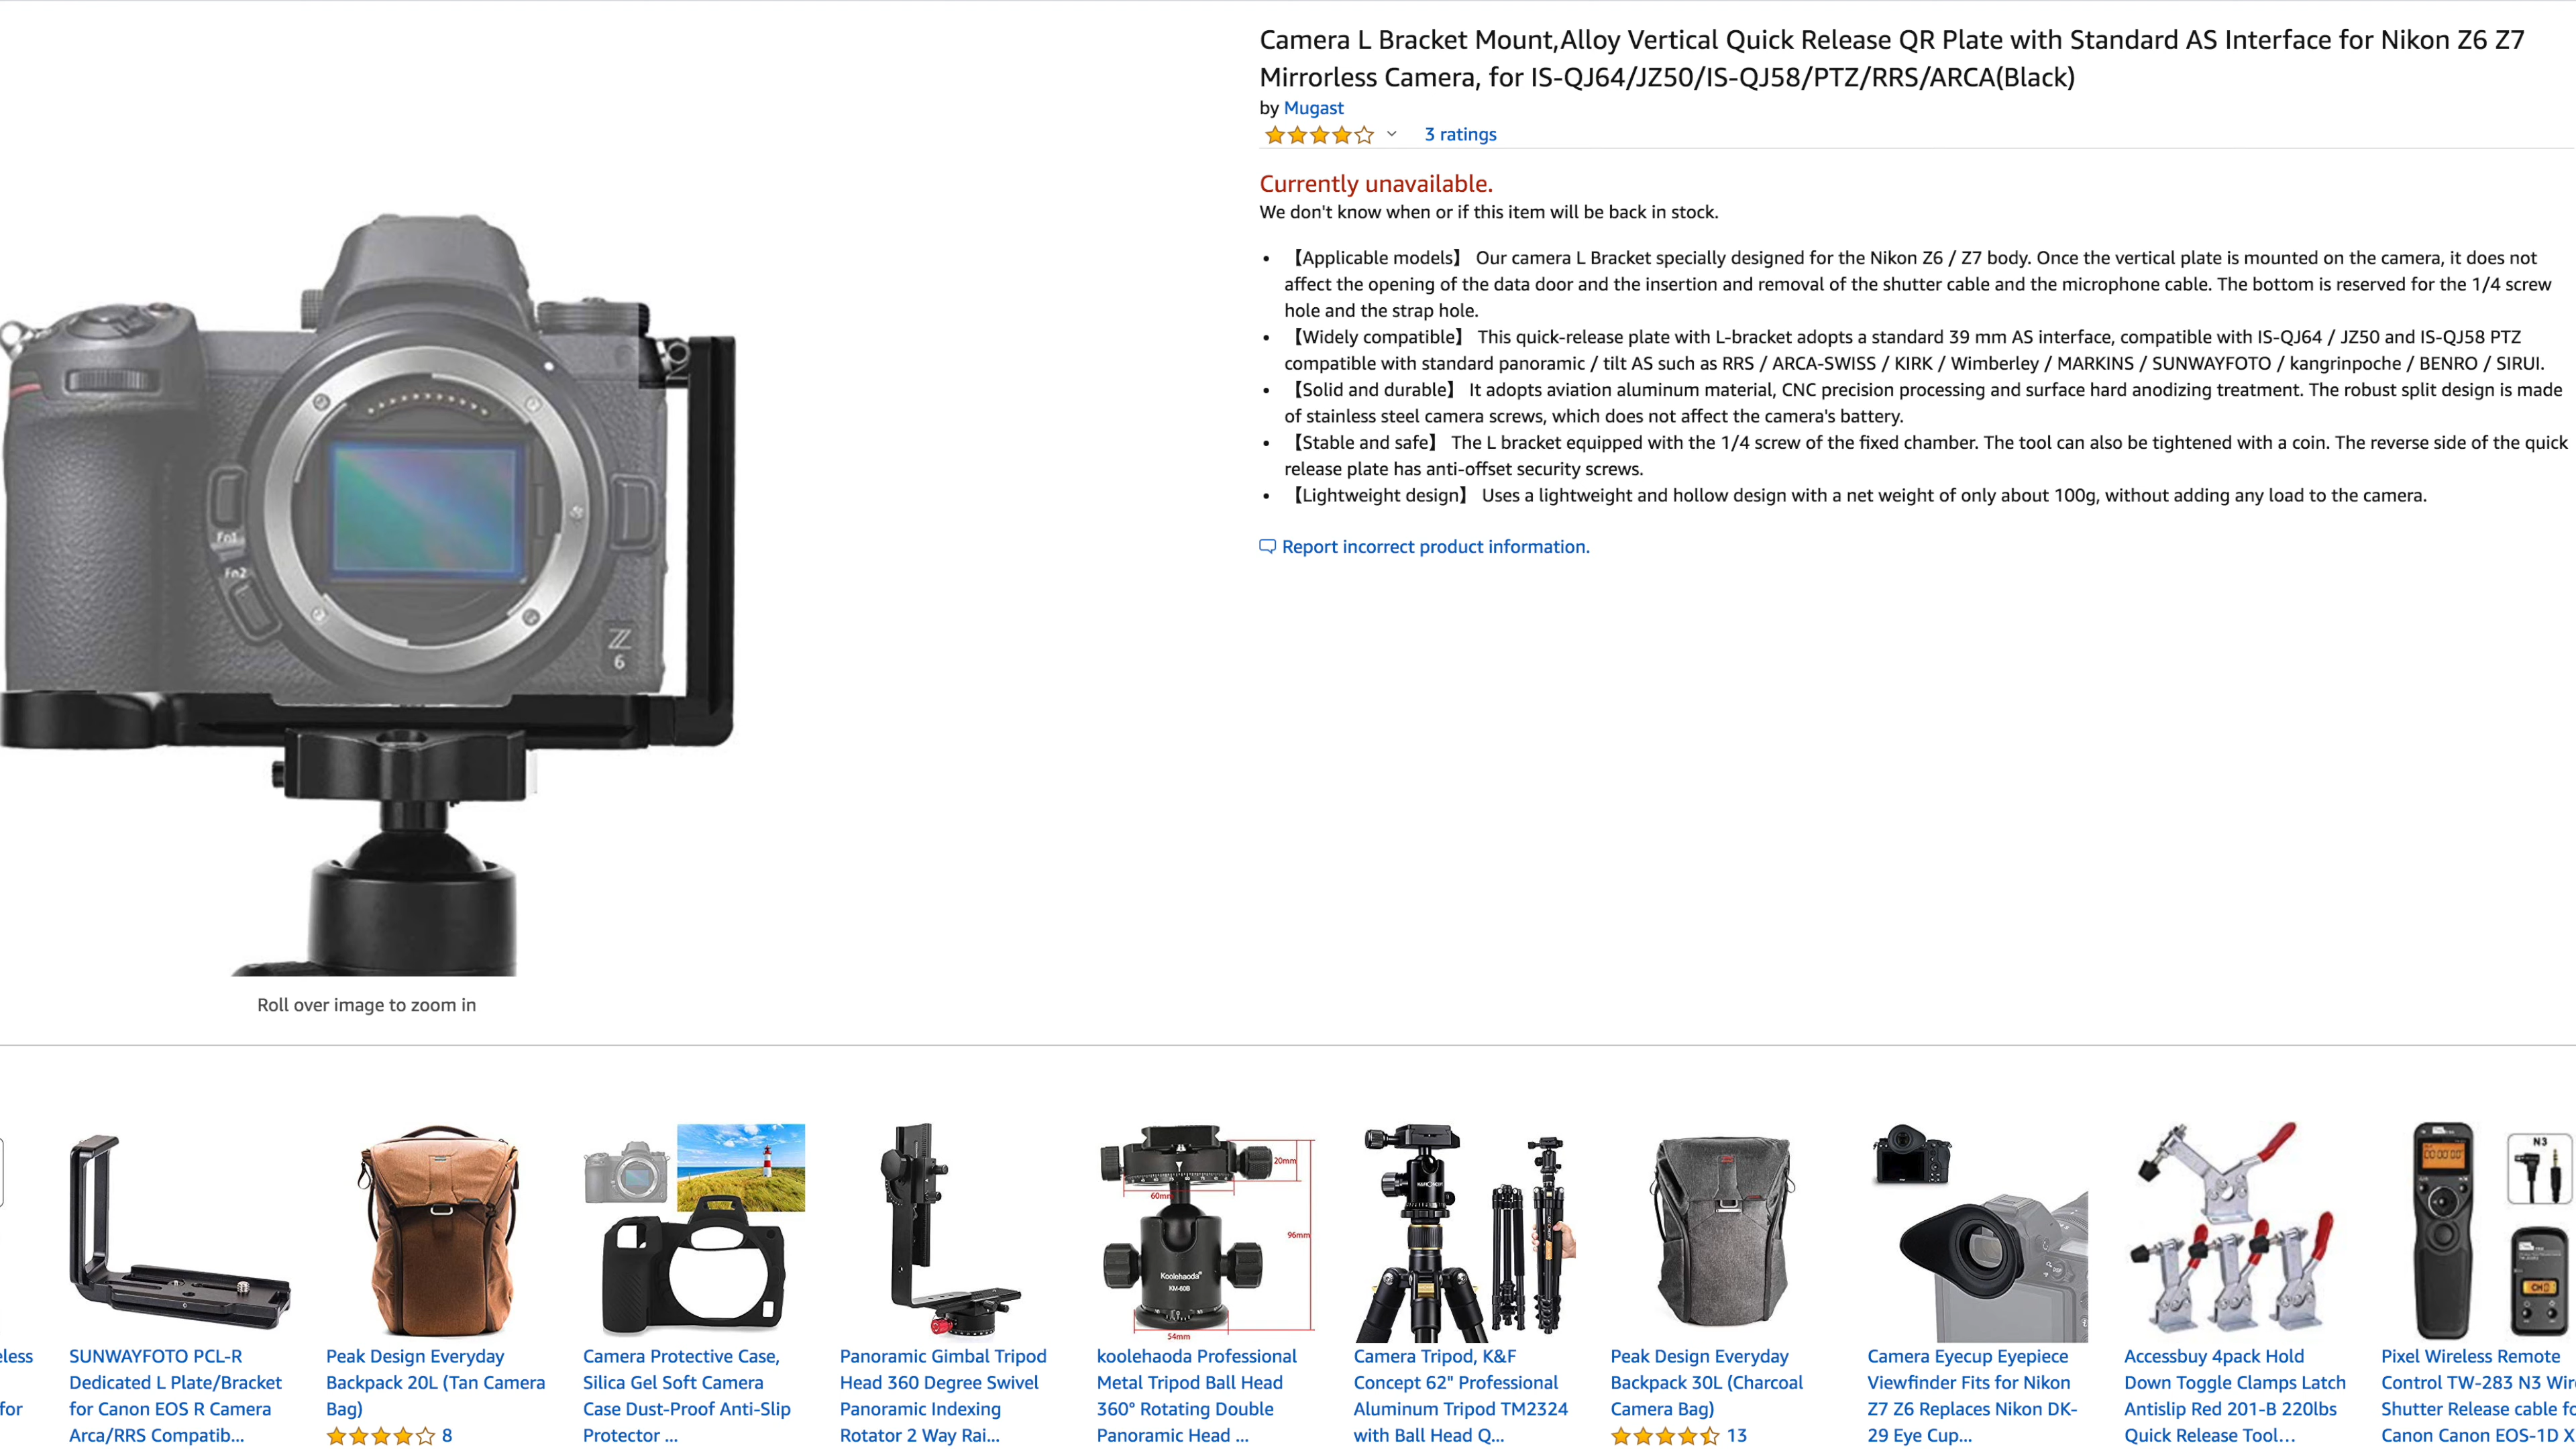 Camera L Bracket Mount,Alloy Vertical Quick Release QR Plate with Standard AS Interface for Nikon Z6 Z7
Mirrorless Camera, for IS-QJ64/JZ50/IS-QJ58/PTZ/RRS/ARCA(Black)
by Mugast
3 ratings
Currently unavailable.
We don't know when or if this item will be back in stock.
• 【Applicable models】 Our camera L Bracket specially designed for the Nikon Z6 / Z7 body. Once the vertical plate is mounted on the camera, it does not
affect the opening of the data door and the insertion and removal of the shutter cable and the microphone cable. The bottom is reserved for the 1/4 screw
hole and the strap hole.
• 【Widely compatible】 This quick-release plate with L-bracket adopts a standard 39 mm AS interface, compatible with IS-QJ64 / JZ50 and IS-QJ58 PTZ
compatible with standard panoramic / tilt AS such as RRS / ARCA-SWISS / KIRK / Wimberley / MARKINS / SUNWAYFOTO / kangrinpoche / BENRO / SIRUI.
• 【Solid and durable】 It adopts aviation aluminum material, CNC precision processing and surface hard anodizing treatment. The robust split design is made
of stainless steel camera screws, which does not affect the camera's battery.
• 【Stable and safe】 The L bracket equipped with the 1/4 screw of the fixed chamber. The tool can also be tightened with a coin. The reverse side of the quick
release plate has anti-offset security screws.
• 【Lightweight design】 Uses a lightweight and hollow design with a net weight of only about 100g, without adding any load to the camera.
Report incorrect product information.
Fn1
Fn2
Z
6
Roll over image to zoom in
20mm
60mm
96mm
Koolehaoda
KM-60B
54mm
N3
eless
for
SUNWAYFOTO PCL-R
Dedicated L Plate/Bracket
for Canon EOS R Camera
Arca/RRS Compatib...
Peak Design Everyday
Backpack 20L (Tan Camera
Bag)
8
Camera Protective Case,
Silica Gel Soft Camera
Case Dust-Proof Anti-Slip
Protector ...
Panoramic Gimbal Tripod
Head 360 Degree Swivel
Panoramic Indexing
Rotator 2 Way Rai...
koolehaoda Professional
Metal Tripod Ball Head
360° Rotating Double
Panoramic Head ...
Camera Tripod, K&F
Concept 62" Professional
Aluminum Tripod TM2324
with Ball Head Q...
Peak Design Everyday
Backpack 30L (Charcoal
Camera Bag)
13
Camera Eyecup Eyepiece
Viewfinder Fits for Nikon
Z7 Z6 Replaces Nikon DK-
29 Eye Cup...
Accessbuy 4pack Hold
Down Toggle Clamps Latch
Antislip Red 201-B 220lbs
Quick Release Tool...
Pixel Wireless Remote
Control TW-283 N3 Wir
Shutter Release cable fo
Canon Canon EOS-1D X